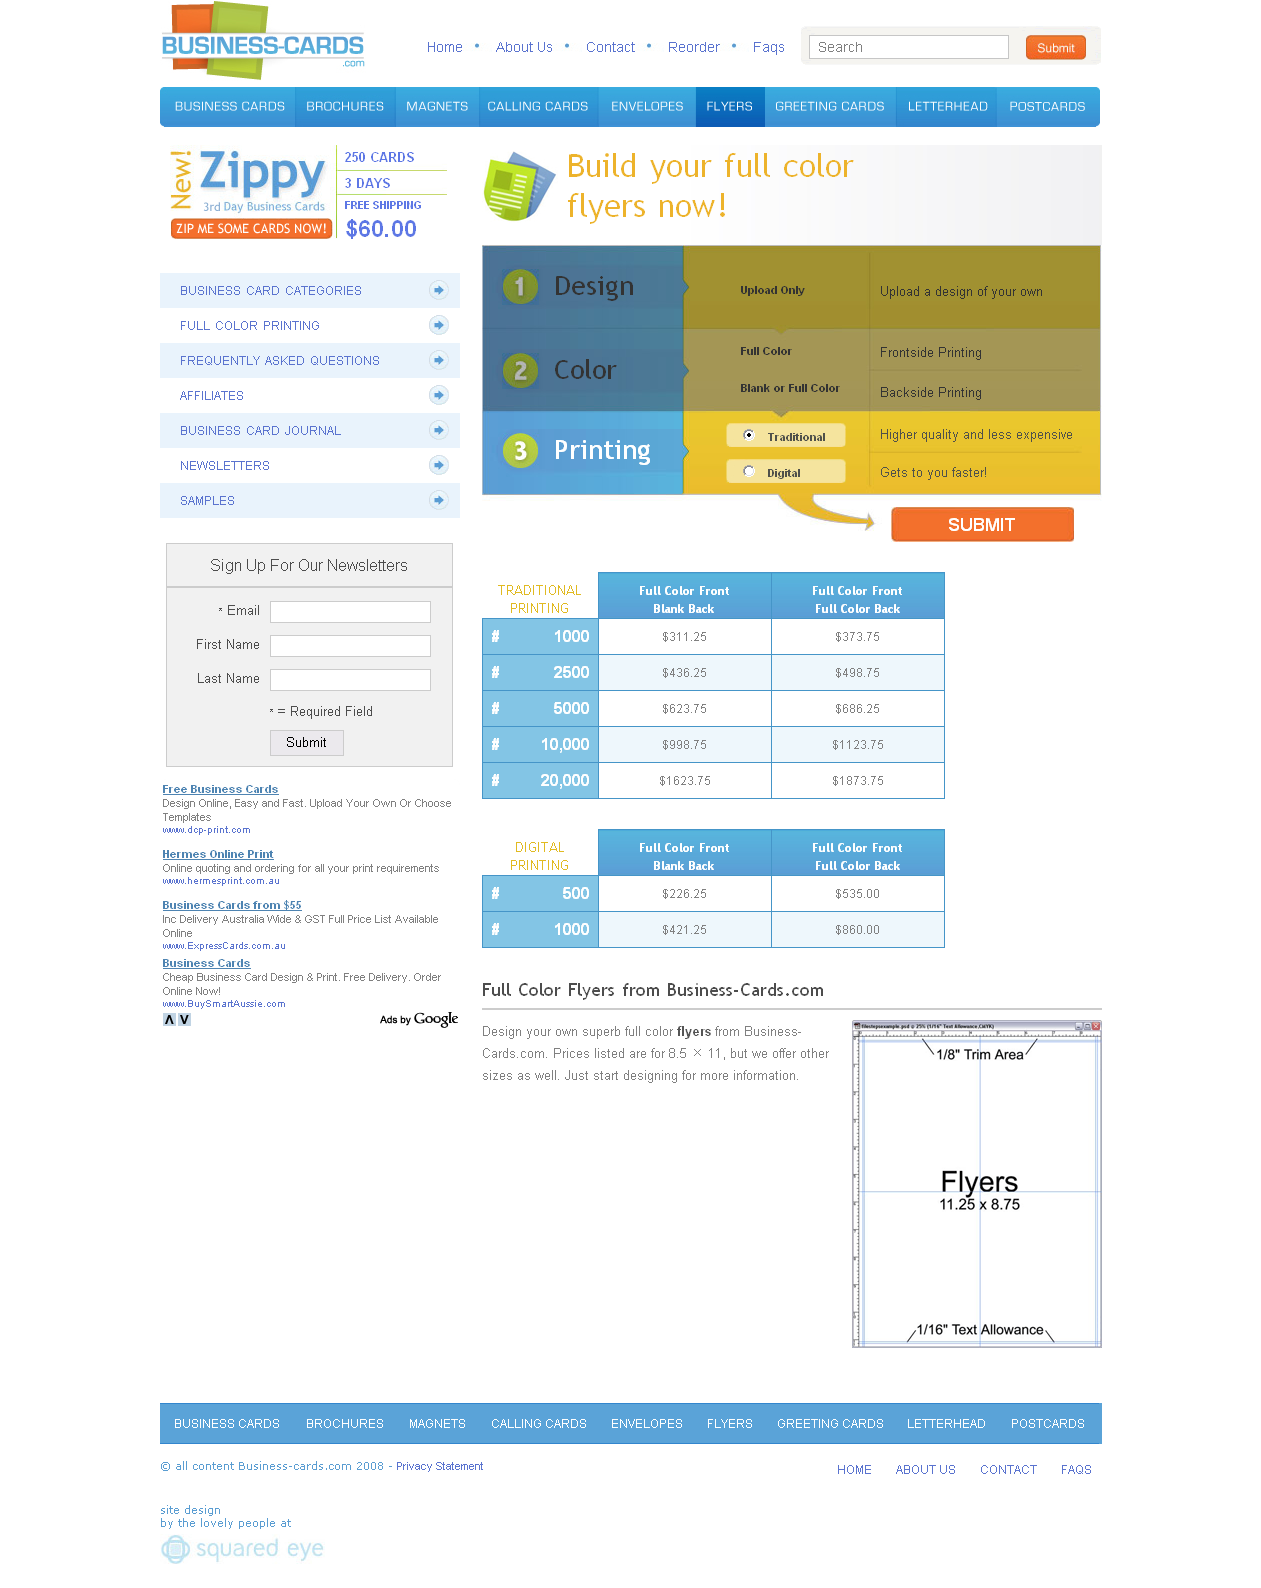 BUSINESS-CARDS
.com
Home • About Us • Contact • Reorder • Faqs
Search
Submit
BUSINESS CARDS BROCHURES MAGNETS CALLING CARDS ENVELOPES FLYERS GREETING CARDS LETTERHEAD POSTCARDS
New!
Zippy
3rd Day Business Cards
ZIP ME SOME CARDS NOW!
250 CARDS
3 DAYS
FREE SHIPPING
$60.00
BUSINESS CARD CATEGORIES
FULL COLOR PRINTING
FREQUENTLY ASKED QUESTIONS
AFFILIATES
BUSINESS CARD JOURNAL
NEWSLETTERS
SAMPLES
Sign Up For Our Newsletters
* Email
First Name
Last Name
* = Required Field
Submit
Free Business Cards
Design Online, Easy and Fast. Upload Your Own Or Choose
Templates
www.dcp-print.com
Hermes Online Print
Online quoting and ordering for all your print requirements
www.hermesprint.com.au
Business Cards from $55
Inc Delivery Australia Wide & GST Full Price List Available
Online
www.ExpressCards.com.au
Business Cards
Cheap Business Card Design & Print. Free Delivery. Order
Online Now!
www.BuySmartAussie.com
Ads by Google
Build your full color
flyers now!
1 Design Upload Only Upload a design of your own
2 Color
Full Color Frontside Printing
Blank or Full Color Backside Printing
3 Printing
Traditional Higher quality and less expensive
Digital Gets to you faster!
SUBMIT
TRADITIONAL
PRINTING
Full Color Front
Blank Back
Full Color Front
Full Color Back
# 1000 $311.25 $373.75
# 2500 $436.25 $498.75
# 5000 $623.75 $686.25
# 10,000 $998.75 $1123.75
# 20,000 $1623.75 $1873.75
DIGITAL
PRINTING
Full Color Front
Blank Back
Full Color Front
Full Color Back
# 500 $226.25 $535.00
# 1000 $421.25 $860.00
Full Color Flyers from Business-Cards.com
Design your own superb full color flyers from Business-
Cards.com. Prices listed are for 8.5 × 11, but we offer other
sizes as well. Just start designing for more information.
filestepsexample.psd @ 25% (1/16" Text Allowance,CMYK)
1/8" Trim Area
Flyers
11.25 x 8.75
1/16" Text Allowance
BUSINESS CARDS BROCHURES MAGNETS CALLING CARDS ENVELOPES FLYERS GREETING CARDS LETTERHEAD POSTCARDS
© all content Business-cards.com 2008 - Privacy Statement
HOME ABOUT US CONTACT FAQS
site design
by the lovely people at
squared eye